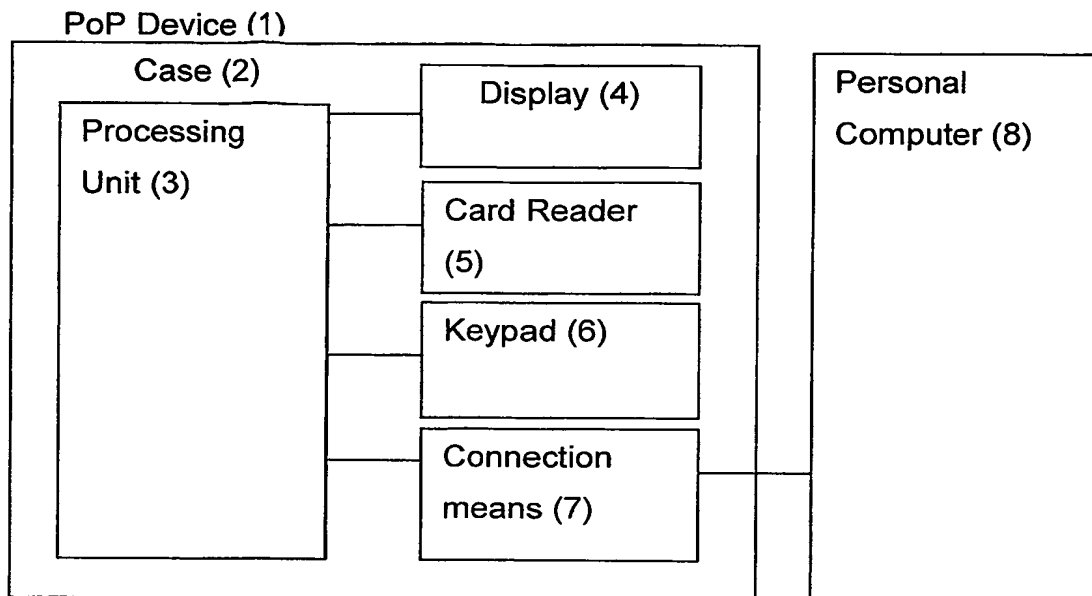 PoP Device (1)
Case (2)
Processing
Unit (3)
Display (4)
Card Reader
(5)
Keypad (6)
Connection
means (7)
Personal
Computer (8)